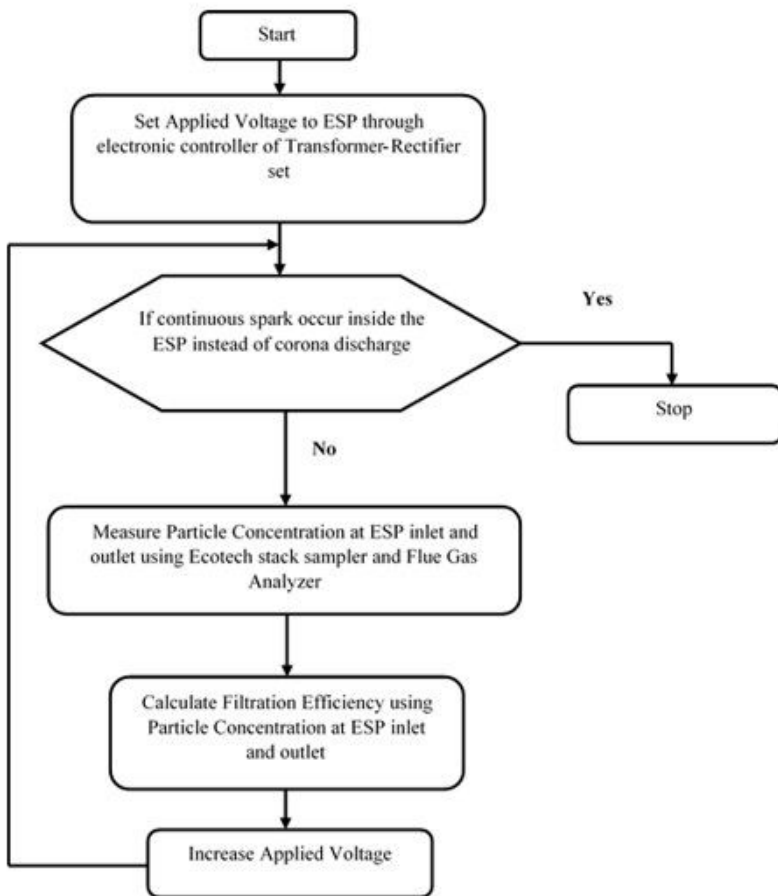 Start
Set Applied Voltage to ESP through
electronic controller of Transformer-Rectifier
set
If continuous spark occur inside the
ESP instead of corona discharge
Yes
Stop
No
Measure Particle Concentration at ESP inlet and
outlet using Ecotech stack sampler and Flue Gas
Analyzer
Calculate Filtration Efficiency using
Particle Concentration at ESP inlet
and outlet
Increase Applied Voltage